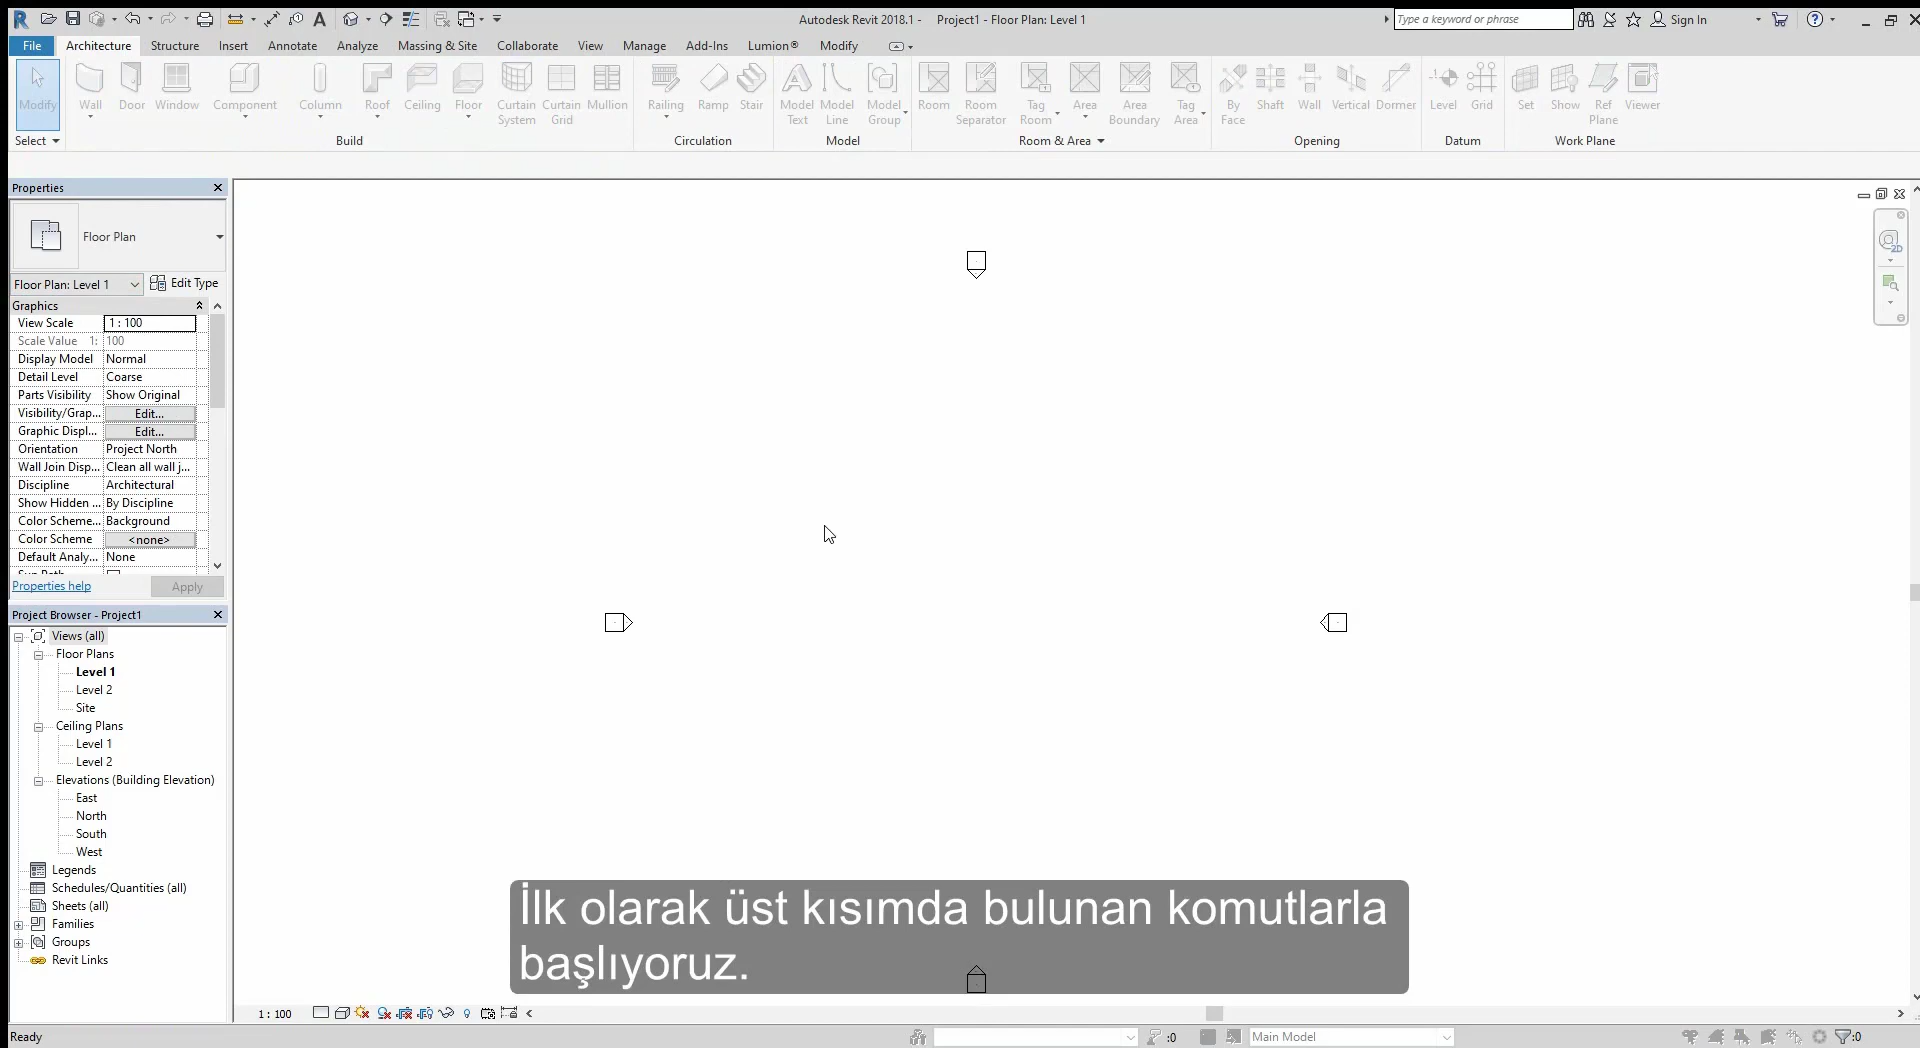 Autodesk Revit 2018.1 - Project1 - Floor Plan: Level 1
Type a keyword or phrase
Sign In
File Architecture Structure Insert Annotate Analyze Massing & Site Collaborate View Manage Add-Ins Lumion® Modify
Modify Wall Door Window Component Column Roof Ceiling Floor Curtain System Curtain Grid Mullion Railing Ramp Stair Model Text Model Line Model Group Room Room Separator Tag Room Area Area Boundary Tag Area By Face Shaft Wall Vertical Dormer Level Grid Set Show Ref Plane Viewer
Select Build Circulation Model Room & Area Opening Datum Work Plane
Properties
Floor Plan
Floor Plan: Level 1 Edit Type
Graphics
View Scale 1 : 100
Scale Value 1: 100
Display Model Normal
Detail Level Coarse
Parts Visibility Show Original
Visibility/Grap... Edit...
Graphic Displ... Edit...
Orientation Project North
Wall Join Disp... Clean all wall j...
Discipline Architectural
Show Hidden ... By Discipline
Color Scheme... Background
Color Scheme <none>
Default Analy... None
Properties help Apply
Project Browser - Project1
Views (all)
Floor Plans
Level 1
Level 2
Site
Ceiling Plans
Level 1
Level 2
Elevations (Building Elevation)
East
North
South
West
Legends
Schedules/Quantities (all)
Sheets (all)
Families
Groups
Revit Links
2D
İlk olarak üst kısımda bulunan komutlarla
başlıyoruz.
1 : 100
Ready
:0
Main Model
:0